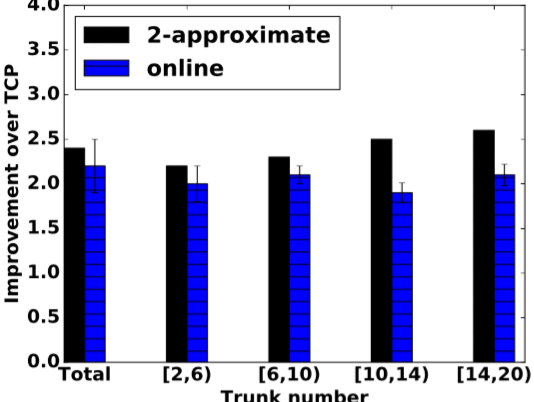 4.0
3.5
3.0
2.5
2.0
1.5
1.0
0.5
0.0
Improvement over TCP
2-approximate
online
Total [2,6) [6,10) [10,14) [14,20)
Trunk number